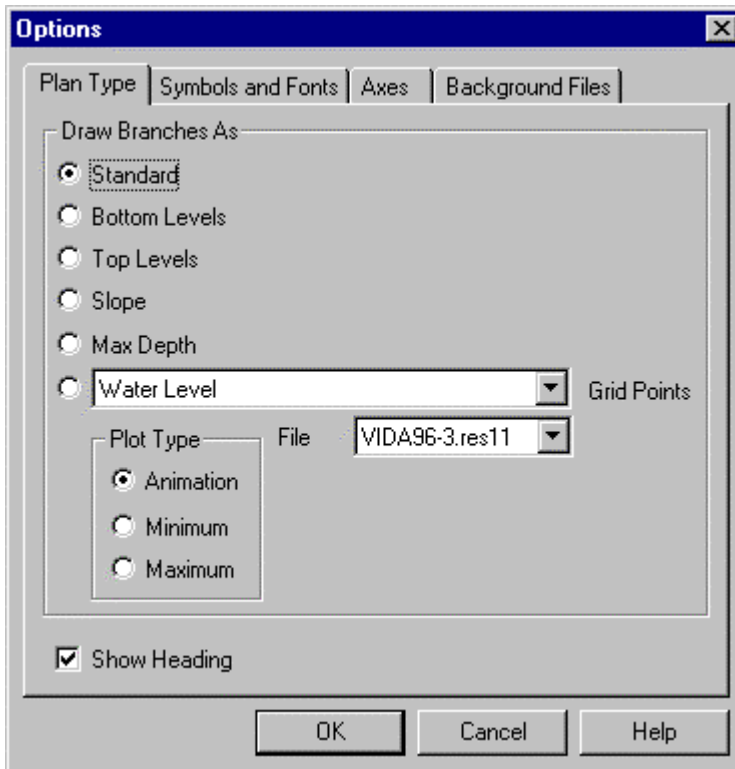 Options
Plan Type Symbols and Fonts Axes Background Files
Draw Branches As
Standard
Bottom Levels
Top Levels
Slope
Max Depth
Water Level Grid Points
Plot Type File VIDA96-3.res11
Animation
Minimum
Maximum
Show Heading
OK Cancel Help